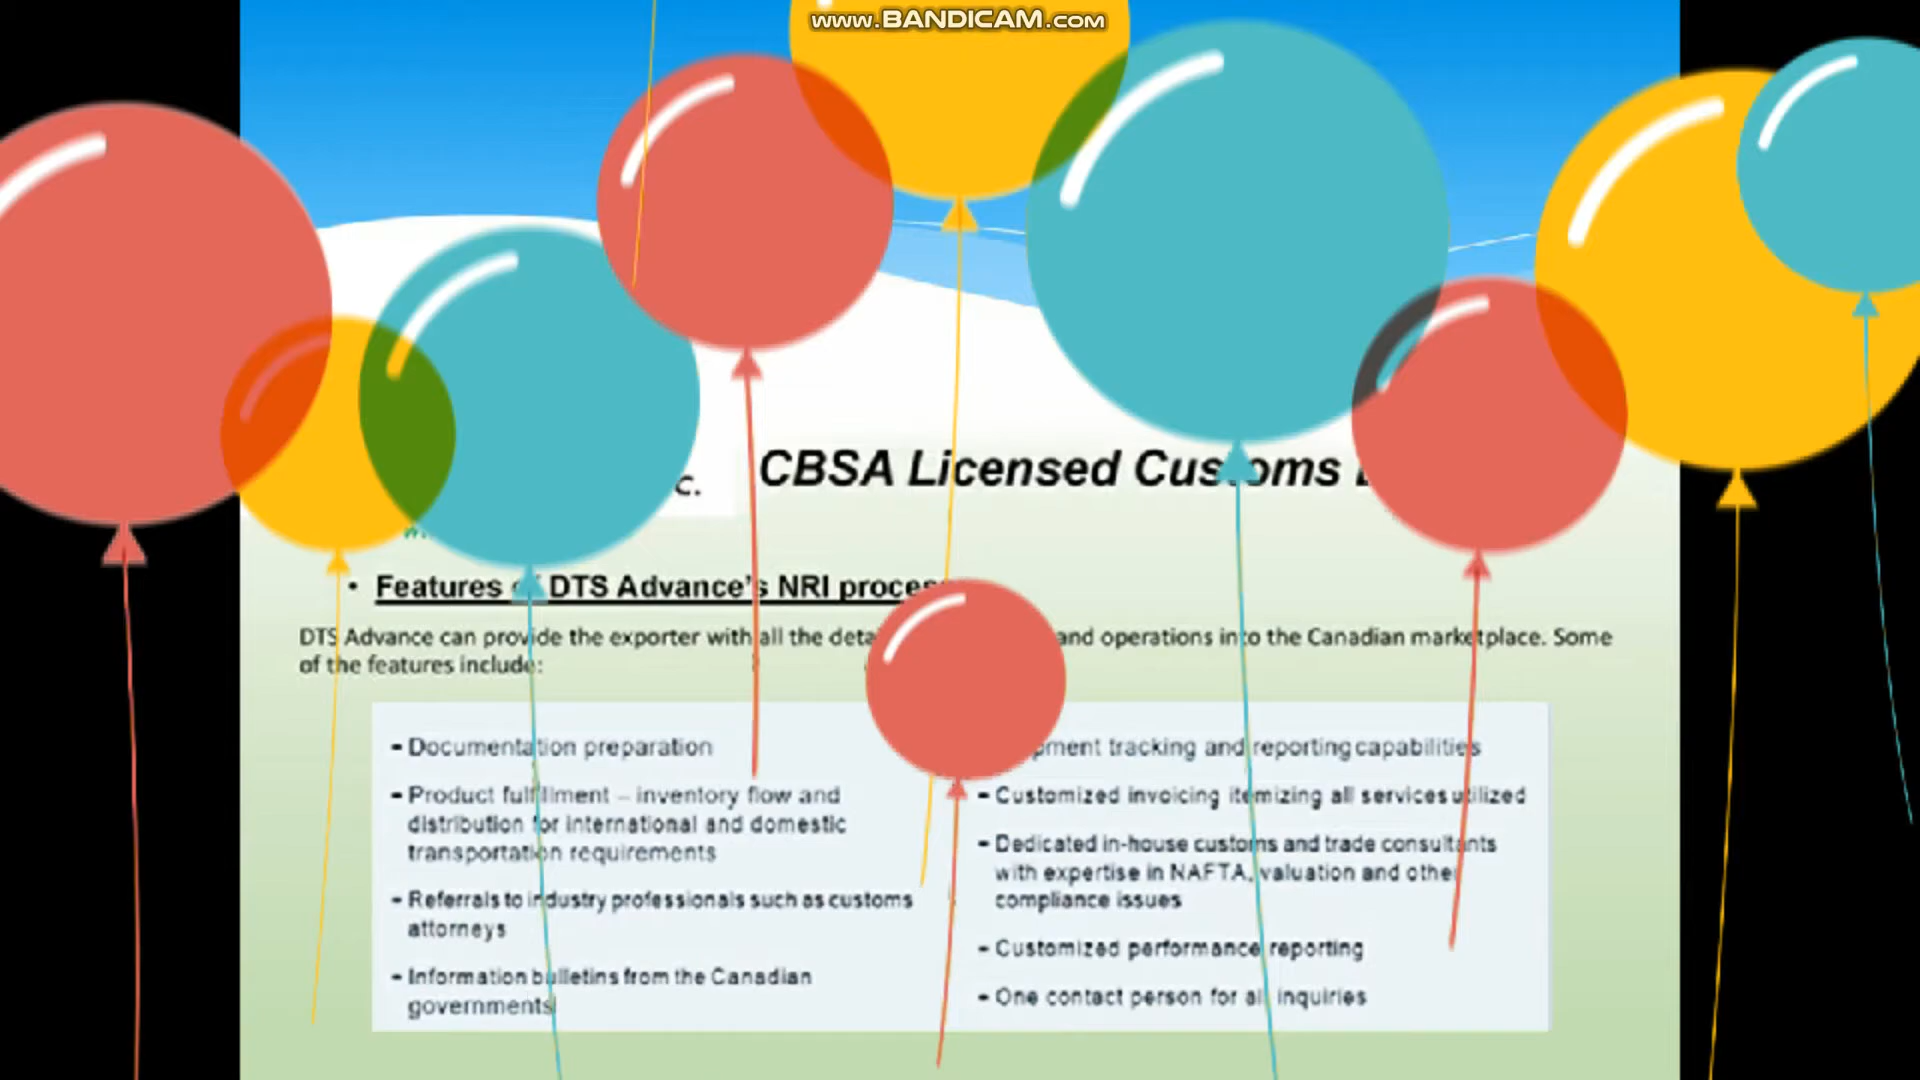 www.BANDICAM.com
CBSA Licensed Customs
c.
• Features of DTS Advance's NRI process
DTS Advance can provide the exporter with all the and operations into the Canadian marketplace. Some
of the features include:
- Documentation preparation
- Product fulfillment – inventory flow and
distribution for international and domestic
transportation requirements
- Referrals to industry professionals such as customs
attorneys
- Information bulletins from the Canadian
governments
tracking and reporting capabilities
- Customized invoicing itemizing all services utilized
- Dedicated in-house customs and trade consultants
with expertise in NAFTA, valuation and other
compliance issues
- Customized performance reporting
- One contact person for all inquiries